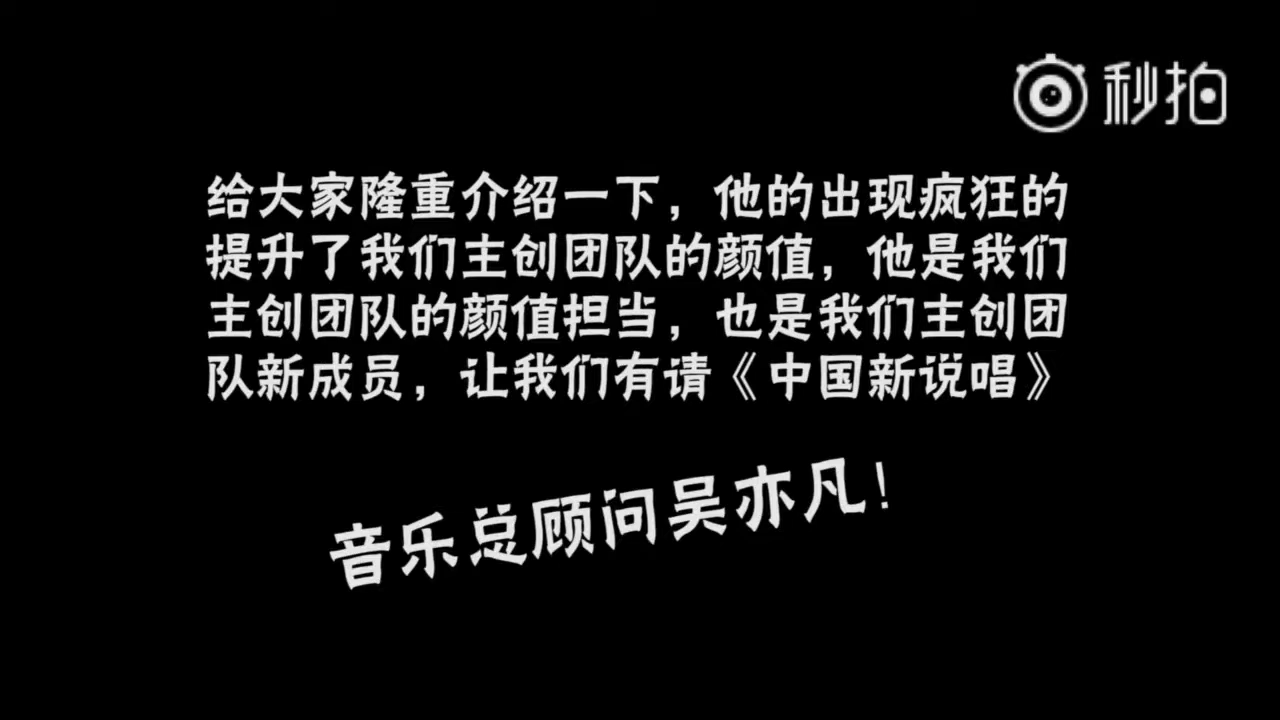 秒拍
给大家隆重介绍一下，他的出现疯狂的
提升了我们主创团队的颜值，他是我们
主创团队的颜值担当，也是我们主创团
队新成员，让我们有请《中国新说唱》
音乐总顾问吴亦凡！